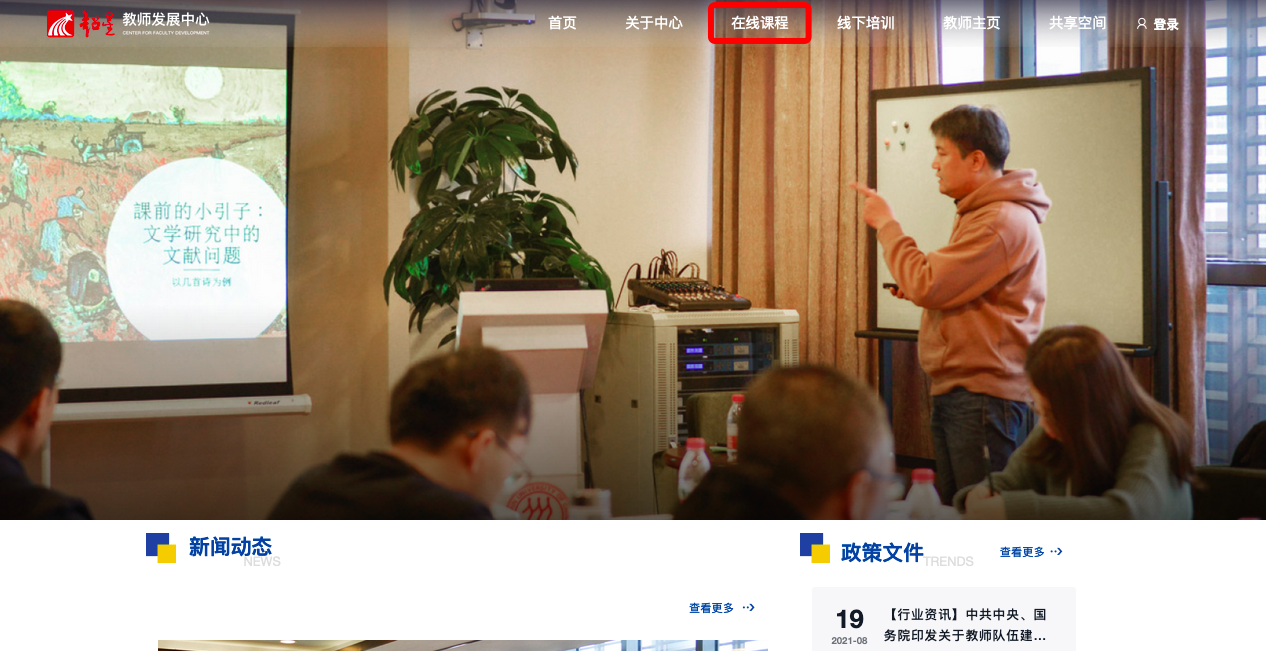 教师发展中心
CENTER FOR FACULTY DEVELOPMENT
首页 关于中心 在线课程 线下培训 教师主页 共享空间 登录
課前的小引子：
文学研究中的
文献问题
以几首诗为例
Redleaf
新闻动态
NEWS
查看更多
政策文件
TRENDS
查看更多
19
2021-08
【行业资讯】中共中央、国
务院印发关于教师队伍建...